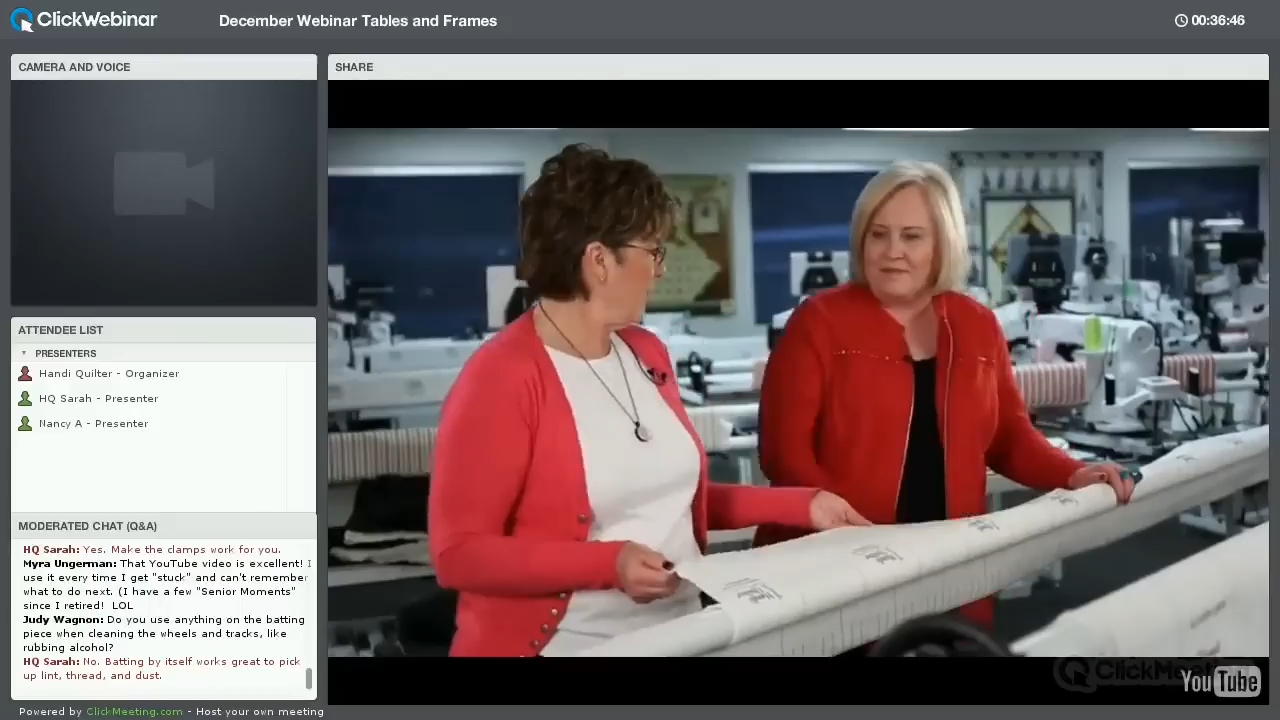 ClickWebinar
December Webinar Tables and Frames
00:36:46
CAMERA AND VOICE
SHARE
ATTENDEE LIST
PRESENTERS
Handi Quilter - Organizer
HQ Sarah - Presenter
Nancy A - Presenter
MODERATED CHAT (Q&A)
HQ Sarah: Yes. Make the clamps work for you.
Myra Ungerman: That YouTube video is excellent! I
use it every time I get "stuck" and can't remember
what to do next. (I have a few "Senior Moments"
since I retired! LOL
Judy Wagnon: Do you use anything on the batting
piece when cleaning the wheels and tracks, like
rubbing alcohol?
HQ Sarah: No. Batting by itself works great to pick
up lint, thread, and dust.
ClickMeeting
YouTube
Powered by ClickMeeting.com - Host your own meeting